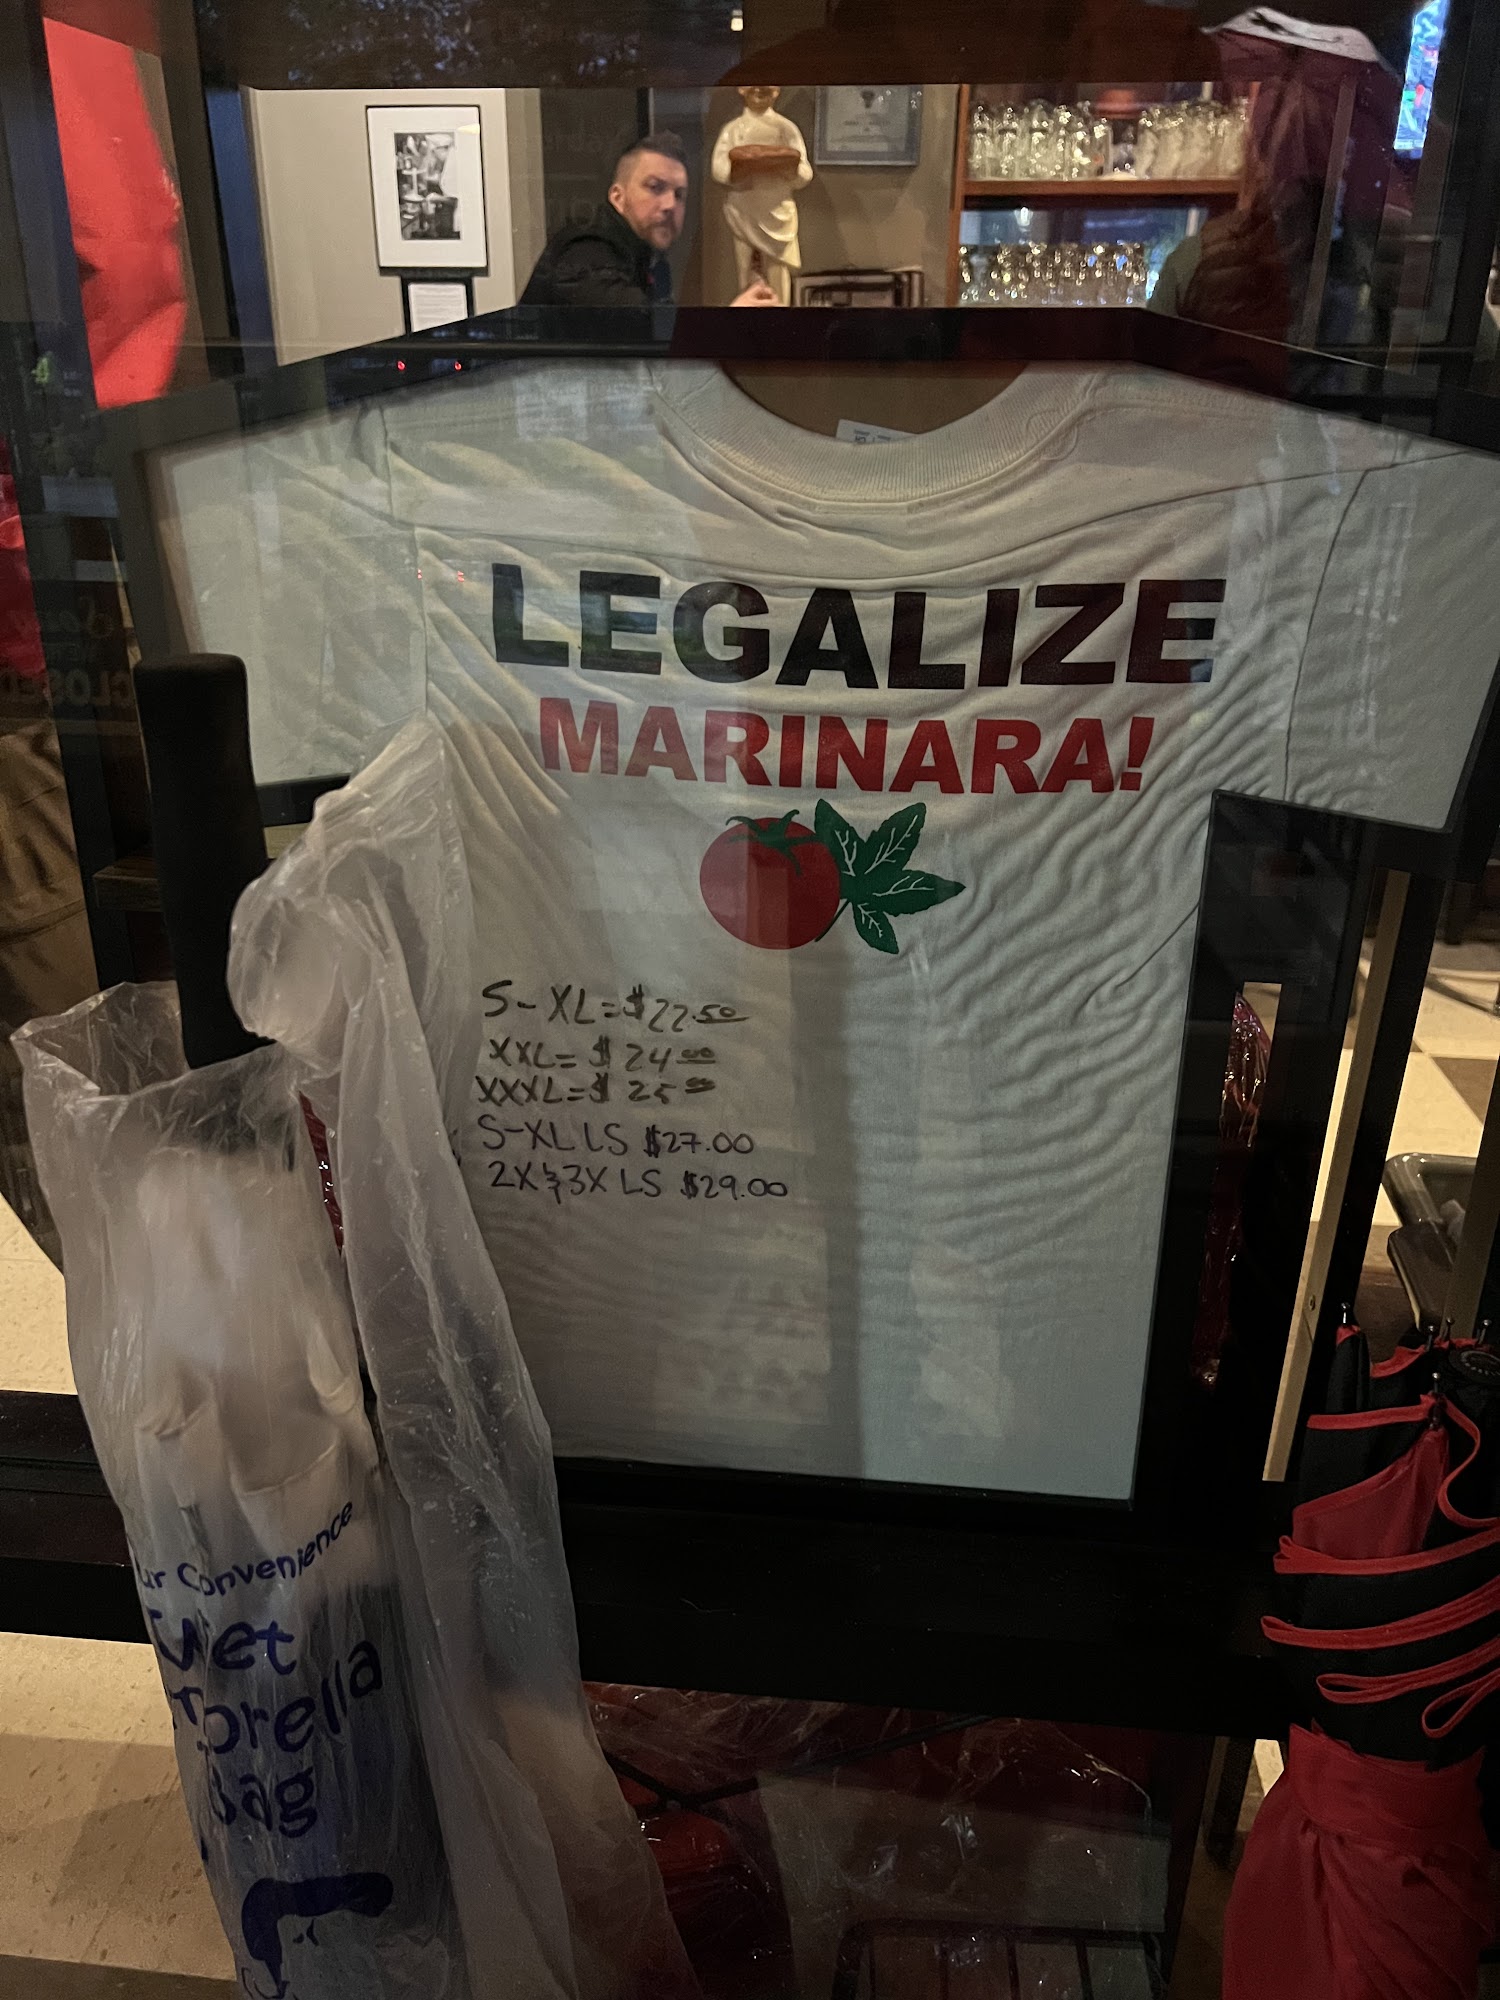 LEGALIZE
MARINARA!
S-XL=$22.50
XXL=$24.00
XXXL=$25.00
S-XL LS $27.00
2X & 3X LS $29.00
Convenience
Wet
Bag